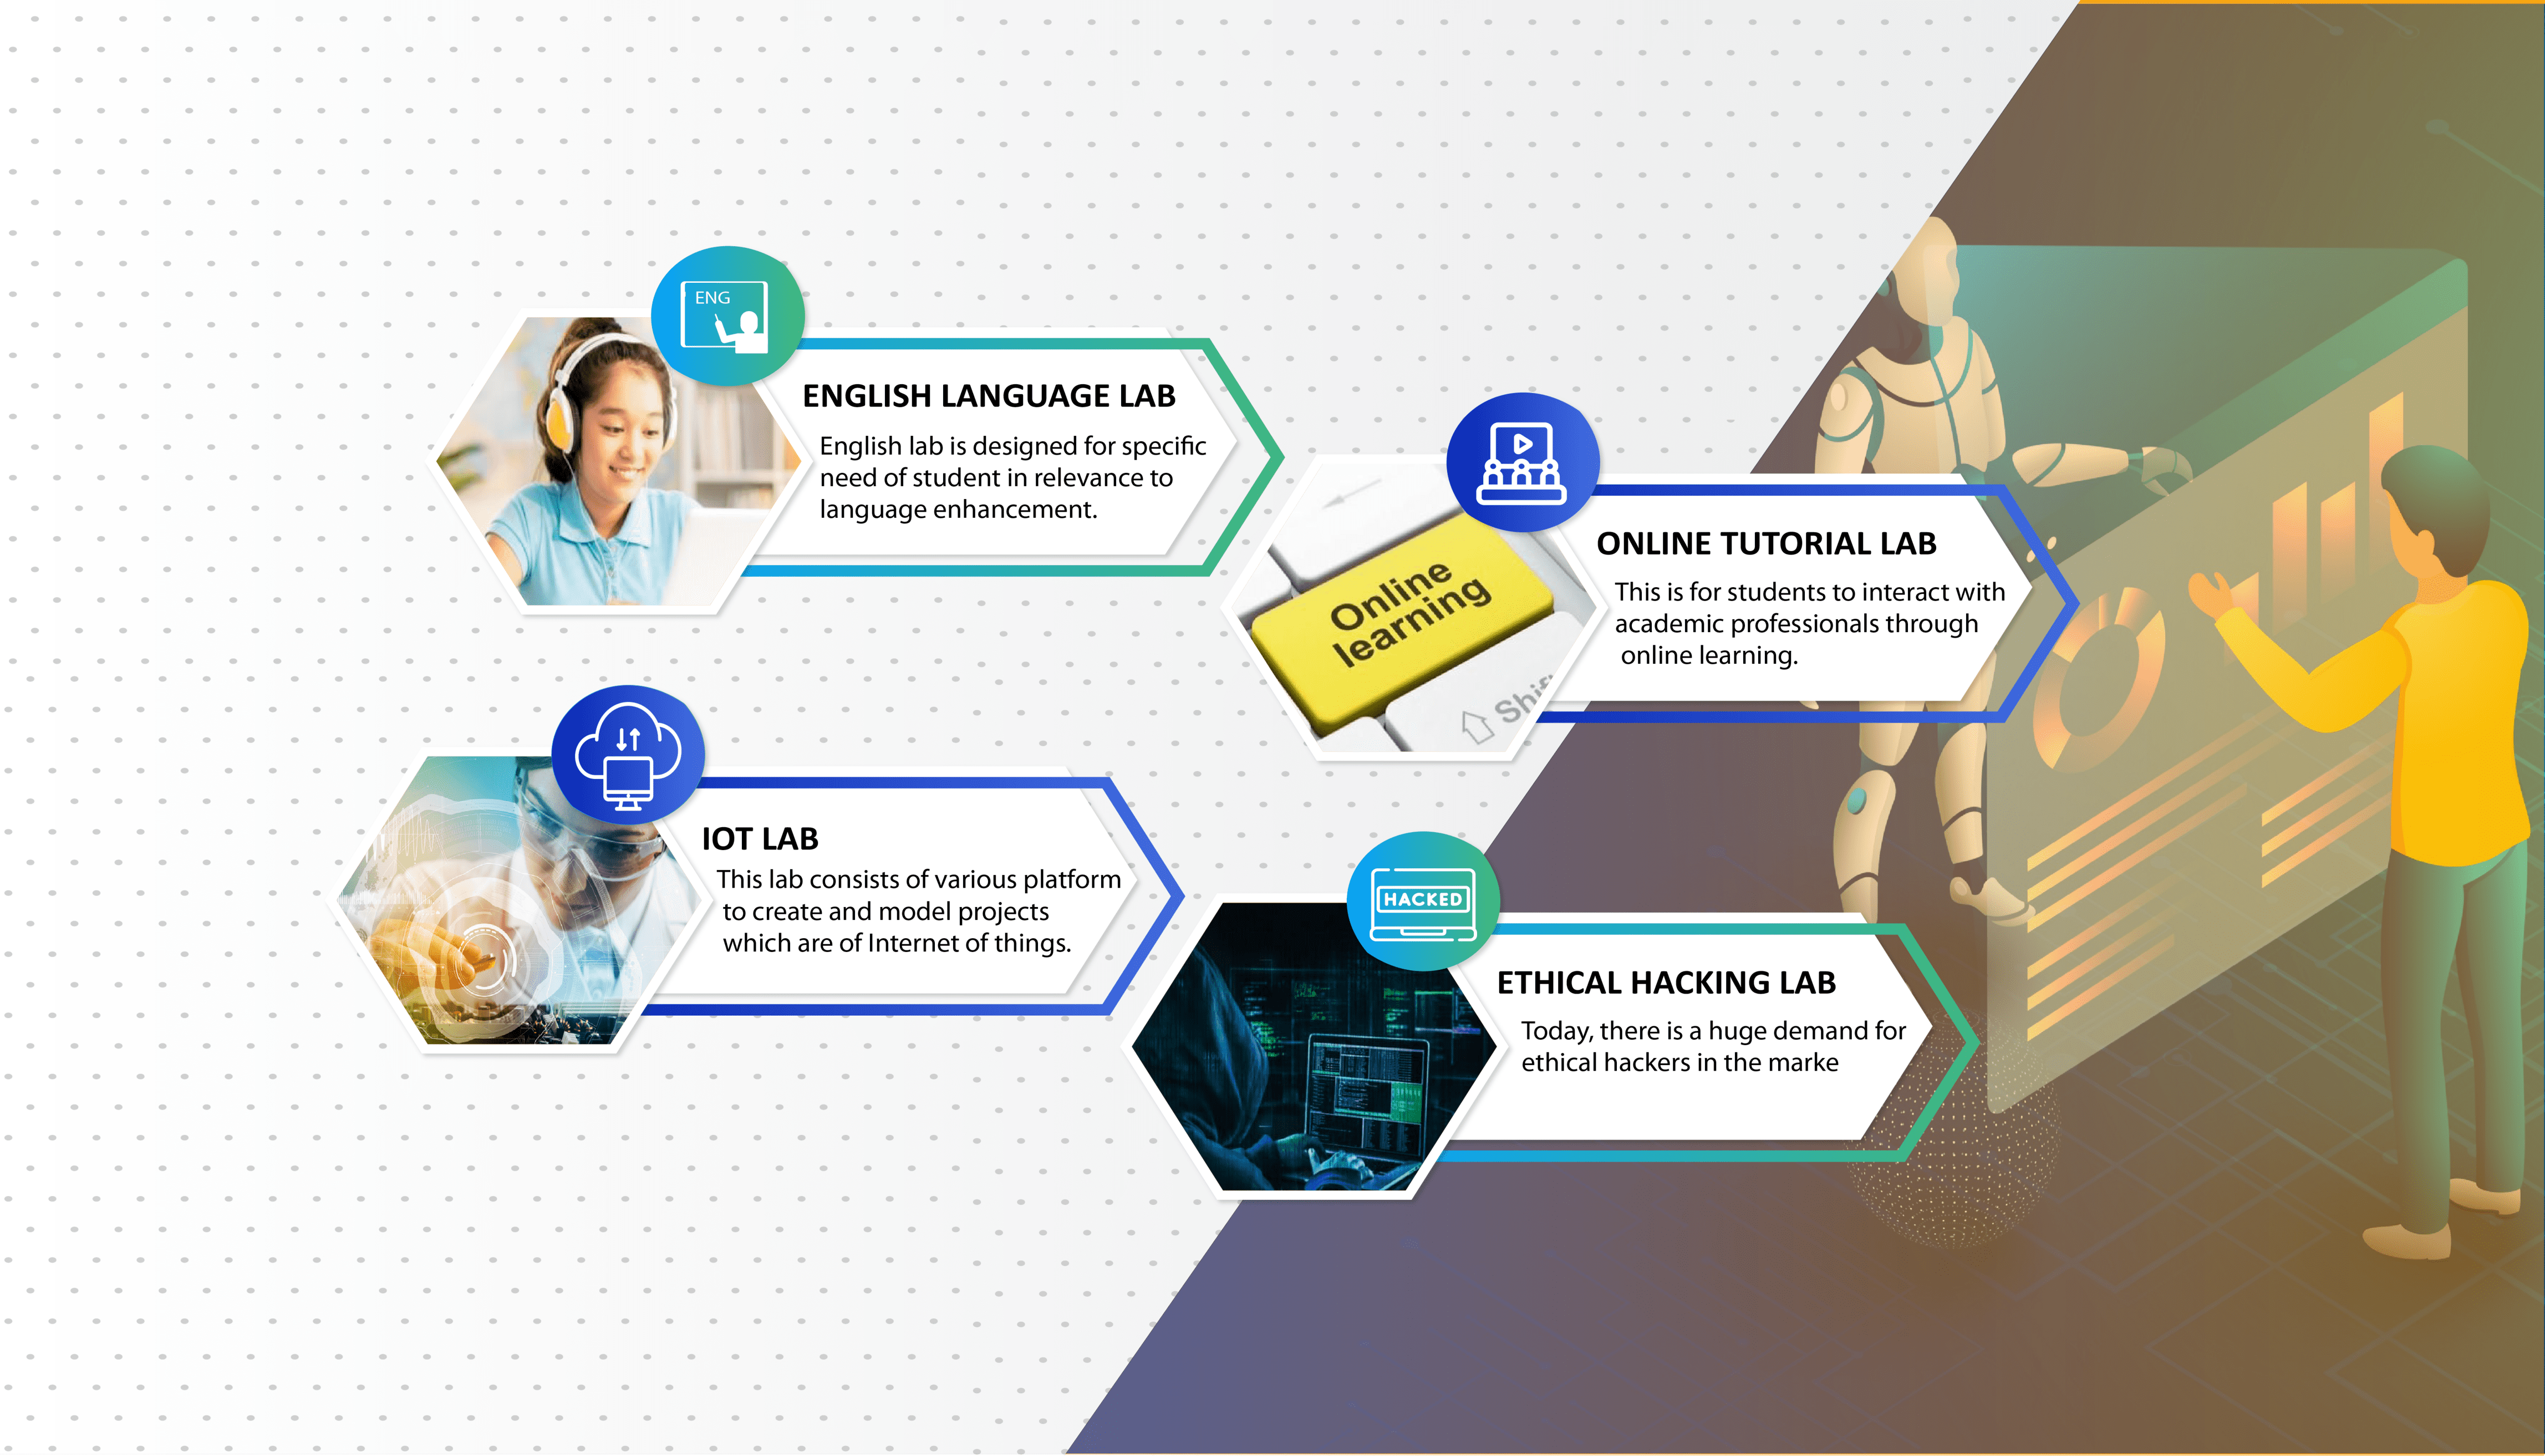 ENG
ENGLISH LANGUAGE LAB
English lab is designed for specific
need of student in relevance to
language enhancement.
Online
learning
Shif
ONLINE TUTORIAL LAB
This is for students to interact with
academic professionals through
online learning.
IOT LAB
This lab consists of various platform
to create and model projects
which are of Internet of things.
HACKED
ETHICAL HACKING LAB
Today, there is a huge demand for
ethical hackers in the marke